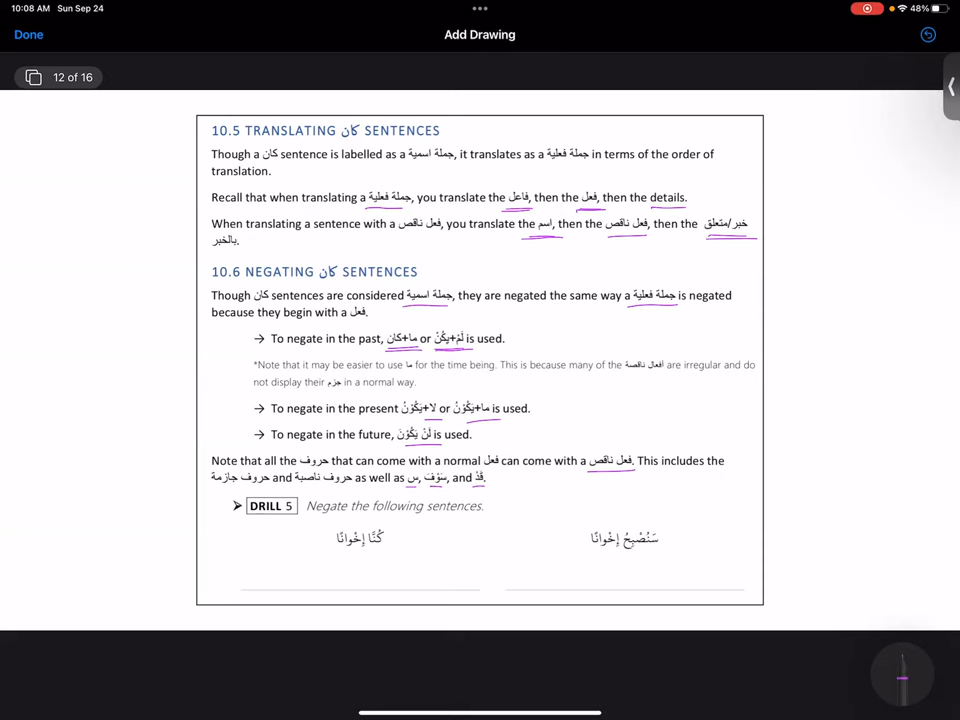 10:08 AM Sun Sep 24
48%
Done
Add Drawing
12 of 16
10.5 TRANSLATING كان SENTENCES
Though a كان sentence is labelled as a جملة اسمية, it translates as a جملة فعلية in terms of the order of
translation.
Recall that when translating a جملة فعلية, you translate the فاعل, then the فعل, then the details.
When translating a sentence with a فعل ناقص, you translate the اسم, then the فعل ناقص, then the خبر/متعلق
بالخبر.
10.6 NEGATING كان SENTENCES
Though كان sentences are considered جملة اسمية, they are negated the same way a جملة فعلية is negated
because they begin with a فعل.
→ To negate in the past, ما+كان or لَمْ+يَكُنْ is used.
*Note that it may be easier to use ما for the time being. This is because many of the أفعال ناقصة are irregular and do
not display their جزم in a normal way.
→ To negate in the present لا+يَكُوْنُ or ما+يَكُوْنُ is used.
→ To negate in the future, لَنْ يَكُوْنَ is used.
Note that all the حروف that can come with a normal فعل can come with a فعل ناقص. This includes the
حروف جازمة and حروف ناصبة as well as س, سَوْفَ, and قَدْ.
➤ DRILL 5 Negate the following sentences.
كُنَّا إِخْوانًا سَنُصْبِحُ إِخْوانًا